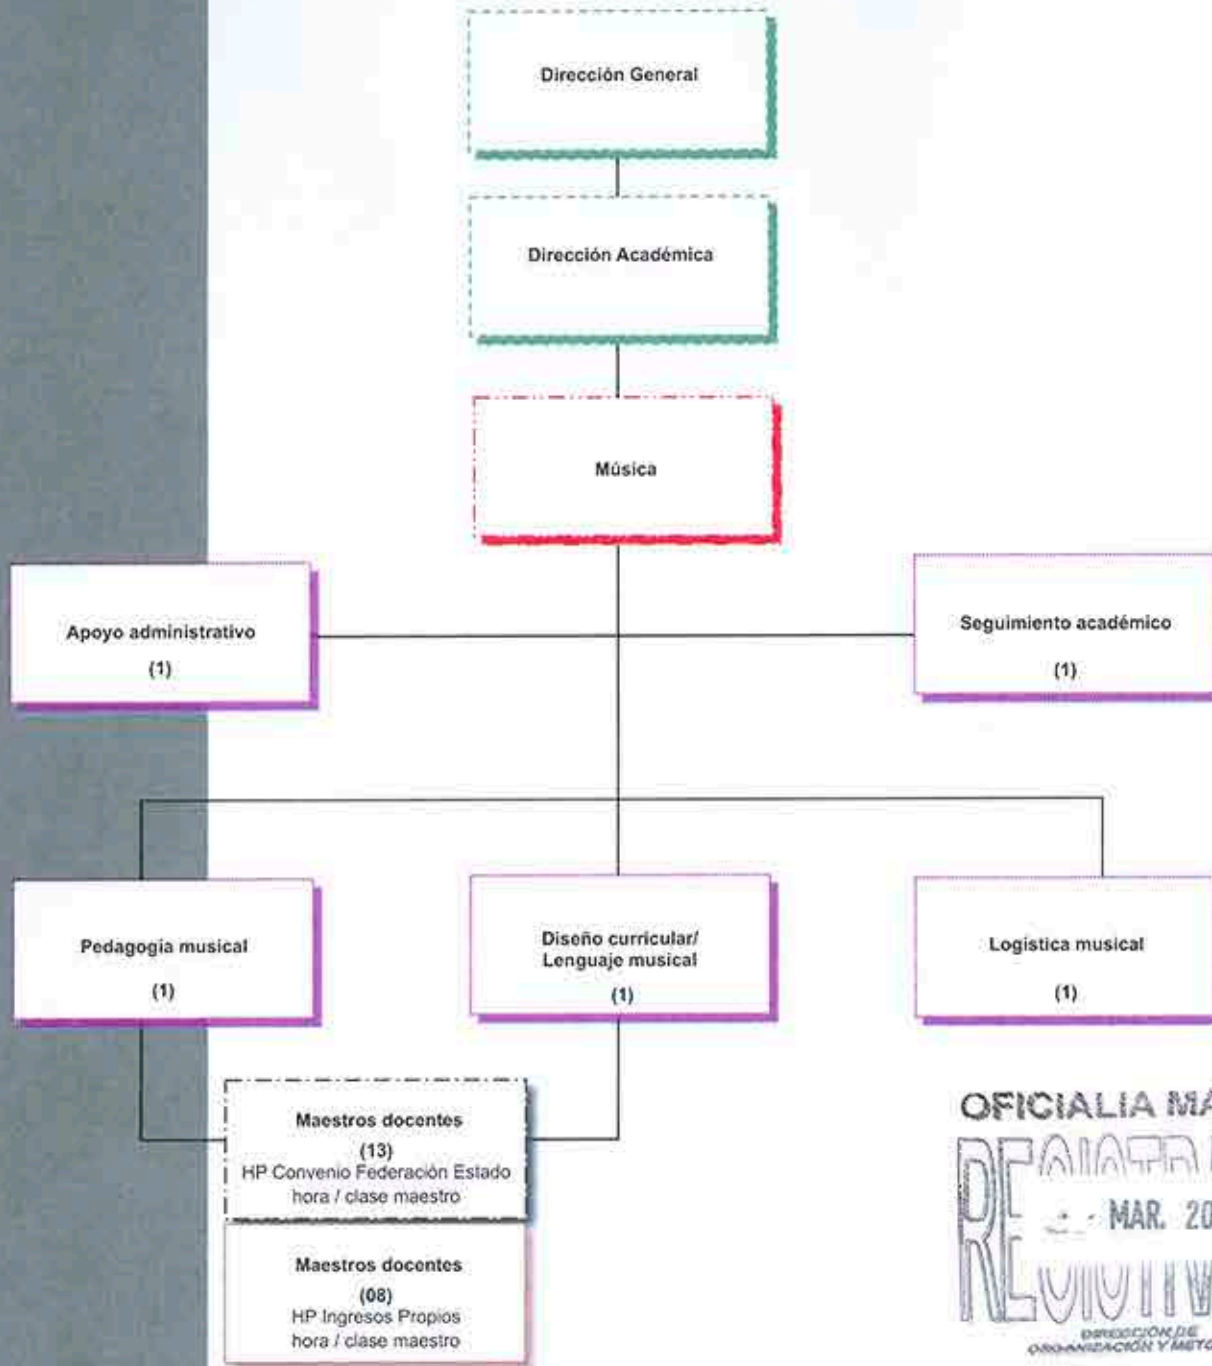 Dirección General
Dirección Académica
Música
Apoyo administrativo
(1)
Seguimiento académico
(1)
Pedagogía musical
(1)
Diseño curricular/
Lenguaje musical
(1)
Logística musical
(1)
Maestros docentes
(13)
HP Convenio Federación Estado
hora / clase maestro
Maestros docentes
(08)
HP Ingresos Propios
hora / clase maestro
OFICIALIA
MAR. 20
DIRECCIÓN DE
ORGANIZACIÓN Y